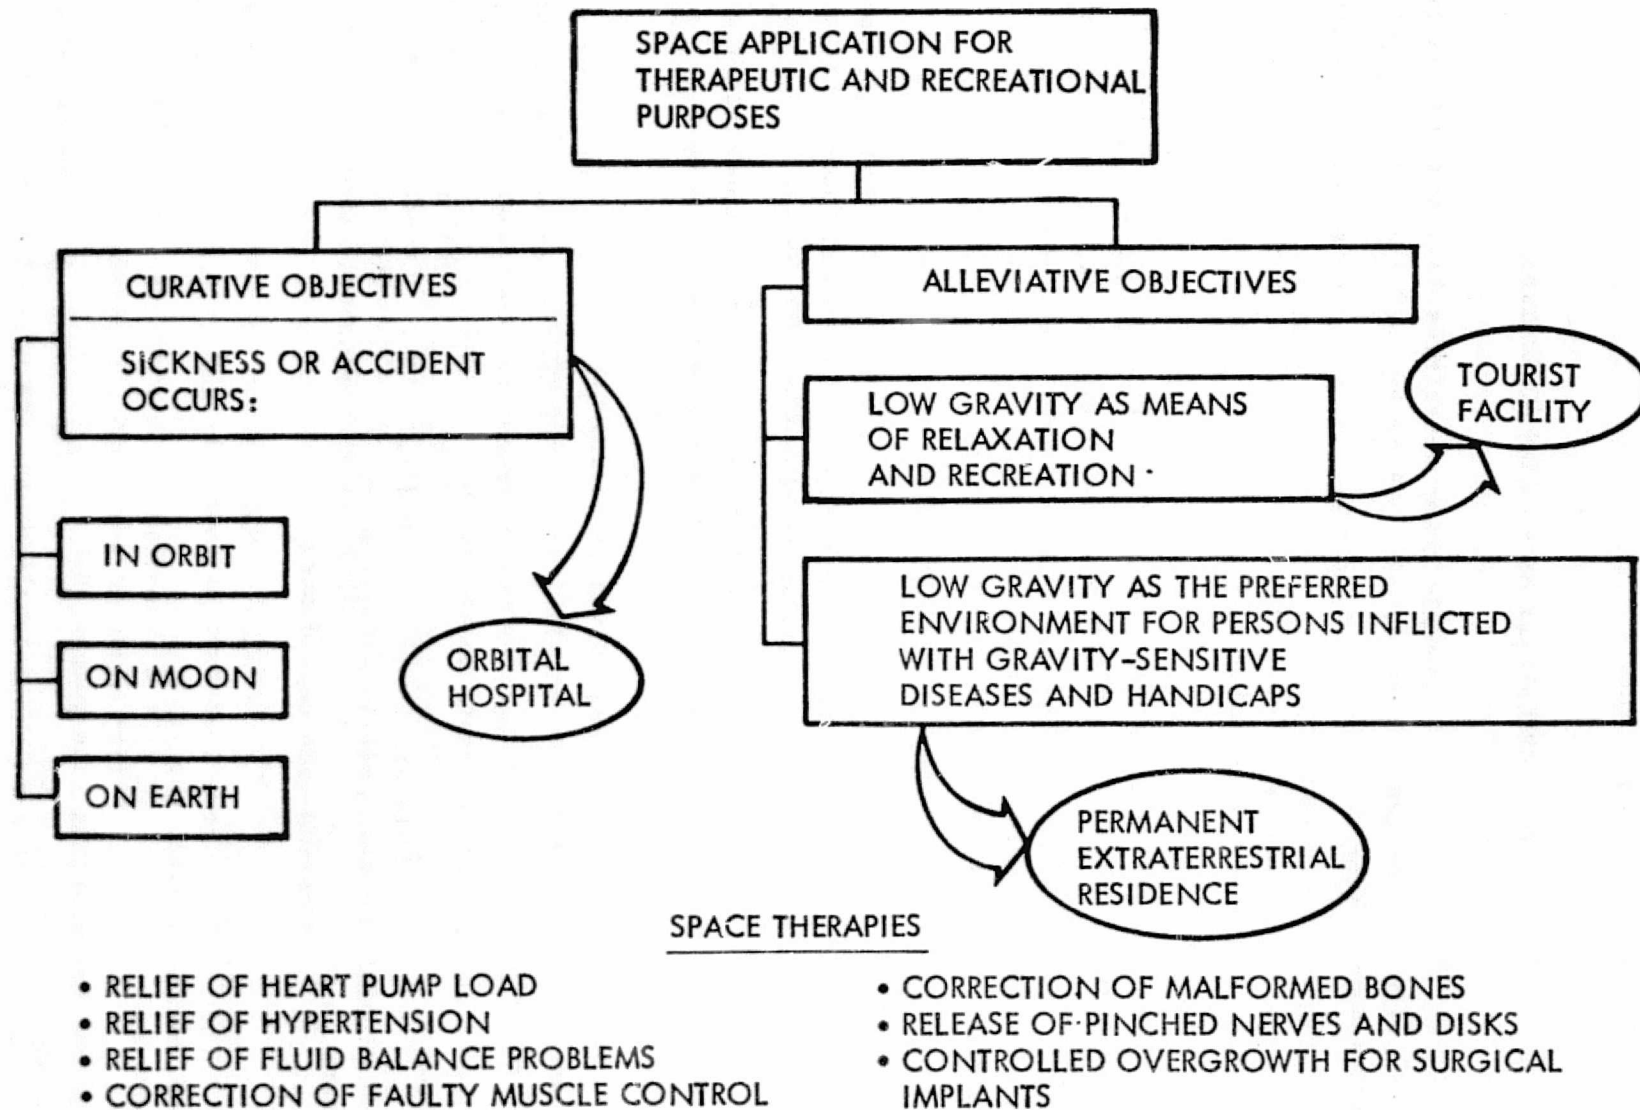 SPACE APPLICATION FOR
THERAPEUTIC AND RECREATIONAL
PURPOSES
CURATIVE OBJECTIVES
SICKNESS OR ACCIDENT
OCCURS:
IN ORBIT
ON MOON
ON EARTH
ORBITAL
HOSPITAL
ALLEVIATIVE OBJECTIVES
LOW GRAVITY AS MEANS
OF RELAXATION
AND RECREATION
TOURIST
FACILITY
LOW GRAVITY AS THE PREFERRED
ENVIRONMENT FOR PERSONS INFLICTED
WITH GRAVITY-SENSITIVE
DISEASES AND HANDICAPS
PERMANENT
EXTRATERRESTRIAL
RESIDENCE
SPACE THERAPIES
• RELIEF OF HEART PUMP LOAD
• RELIEF OF HYPERTENSION
• RELIEF OF FLUID BALANCE PROBLEMS
• CORRECTION OF FAULTY MUSCLE CONTROL
• CORRECTION OF MALFORMED BONES
• RELEASE OF PINCHED NERVES AND DISKS
• CONTROLLED OVERGROWTH FOR SURGICAL
IMPLANTS